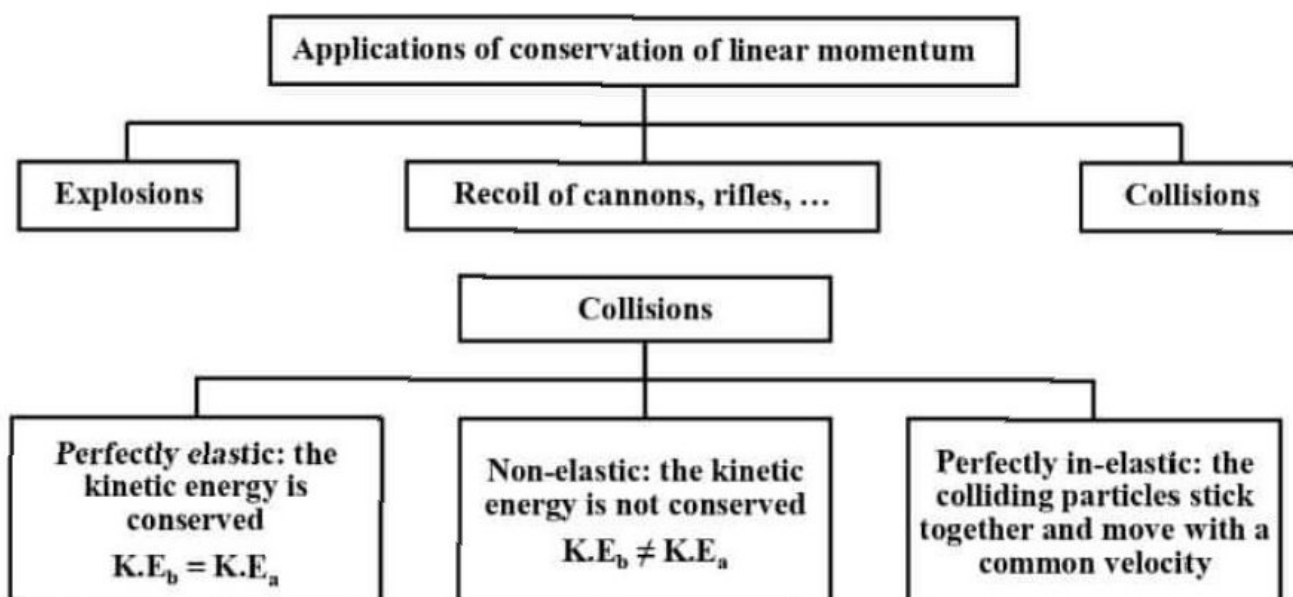 Applications of conservation of linear momentum
Explosions
Recoil of cannons, rifles, …
Collisions
Collisions
Perfectly elastic: the
kinetic energy is
conserved
K.E_b = K.E_a
Non-elastic: the kinetic
energy is not conserved
K.E_b ≠ K.E_a
Perfectly in-elastic: the
colliding particles stick
together and move with a
common velocity